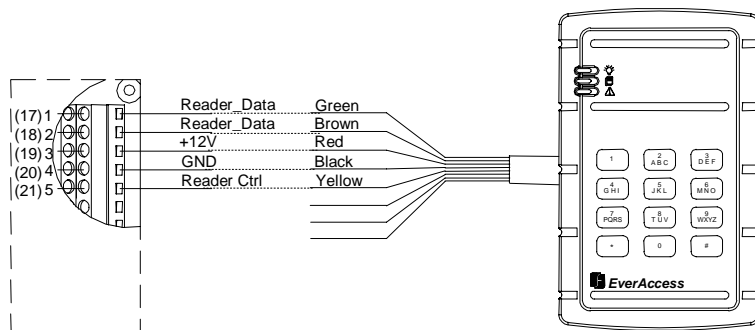 (17) 1 Reader_Data Green
(18) 2 Reader_Data Brown
(19) 3 +12V Red
(20) 4 GND Black
(21) 5 Reader Ctrl Yellow
1
2
ABC
3
DEF
4
GHI
5
JKL
6
MNO
7
PQRS
8
TUV
9
WXYZ
*
0
#
EverAccess